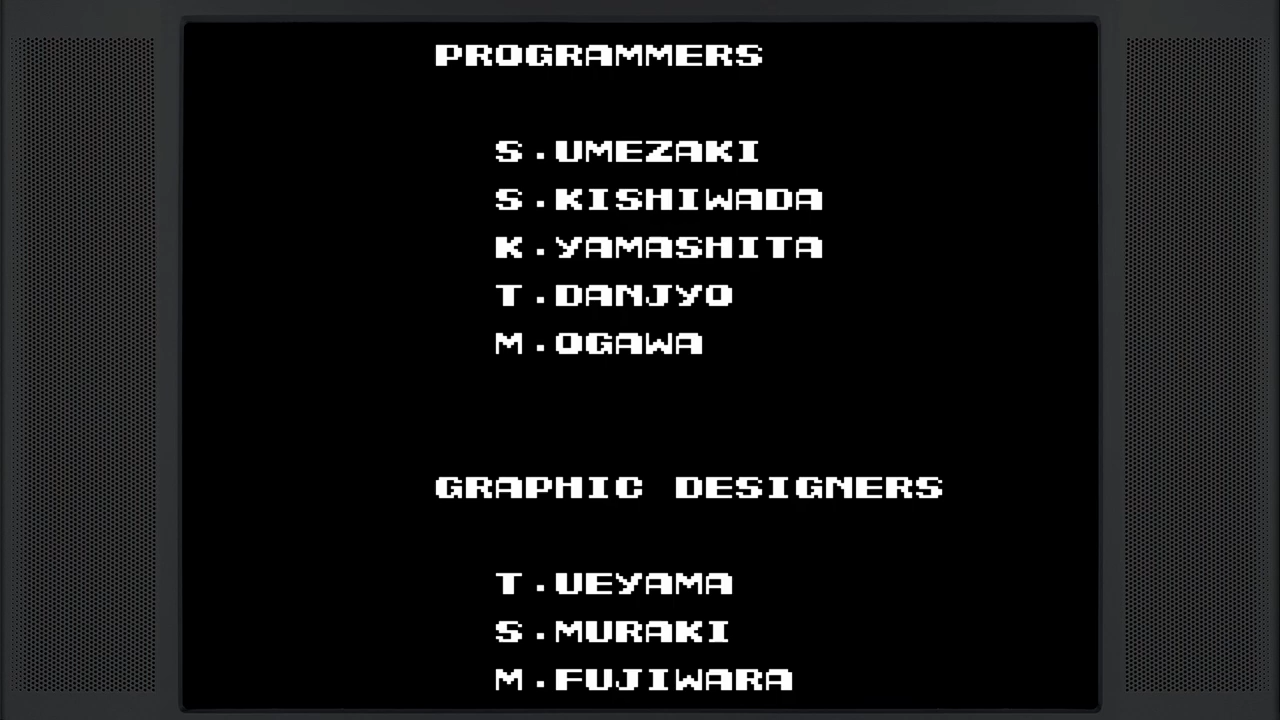 PROGRAMMERS
S.UMEZAKI
S.KISHIWADA
K.YAMASHITA
T.DANJYO
M.OGAWA
GRAPHIC DESIGNERS
T.UEYAMA
S.MURAKI
M.FUJIWARA